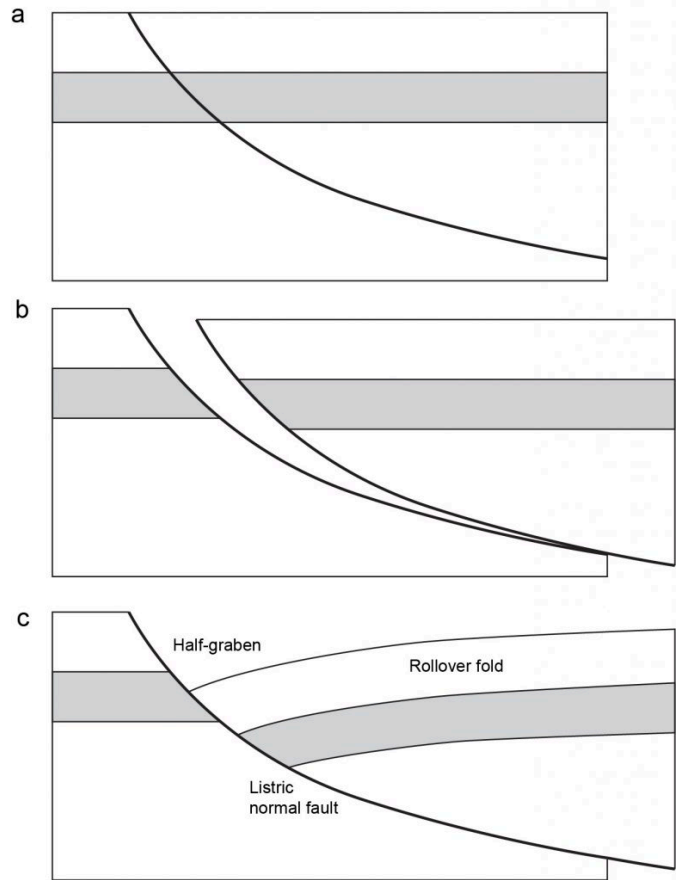 a
b
c
Half-graben
Rollover fold
Listric
normal fault